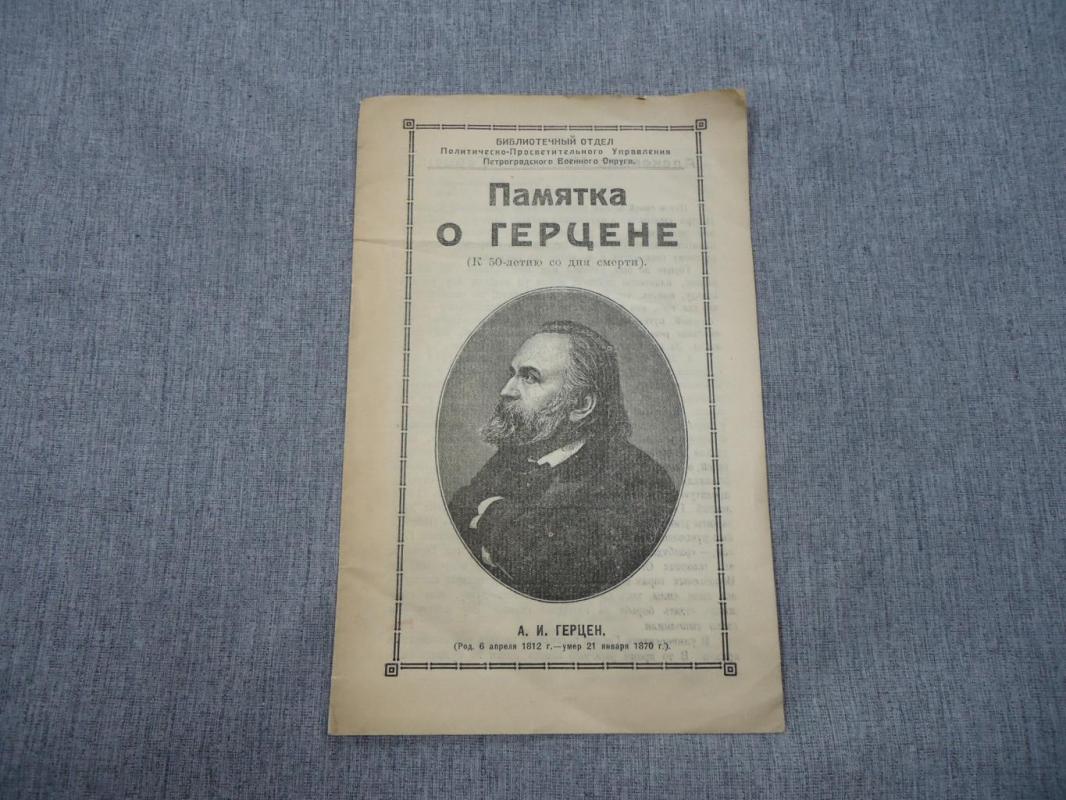 БИБЛИОТЕЧНЫЙ ОТДЕЛ
Политическо-Просветительного Управления
Петроградского Военного Округа.
Памятка
О ГЕРЦЕНЕ
(К 50-летию со дня смерти).
А. И. ГЕРЦЕН.
(Род. 6 апреля 1812 г.—умер 21 января 1870 г.).